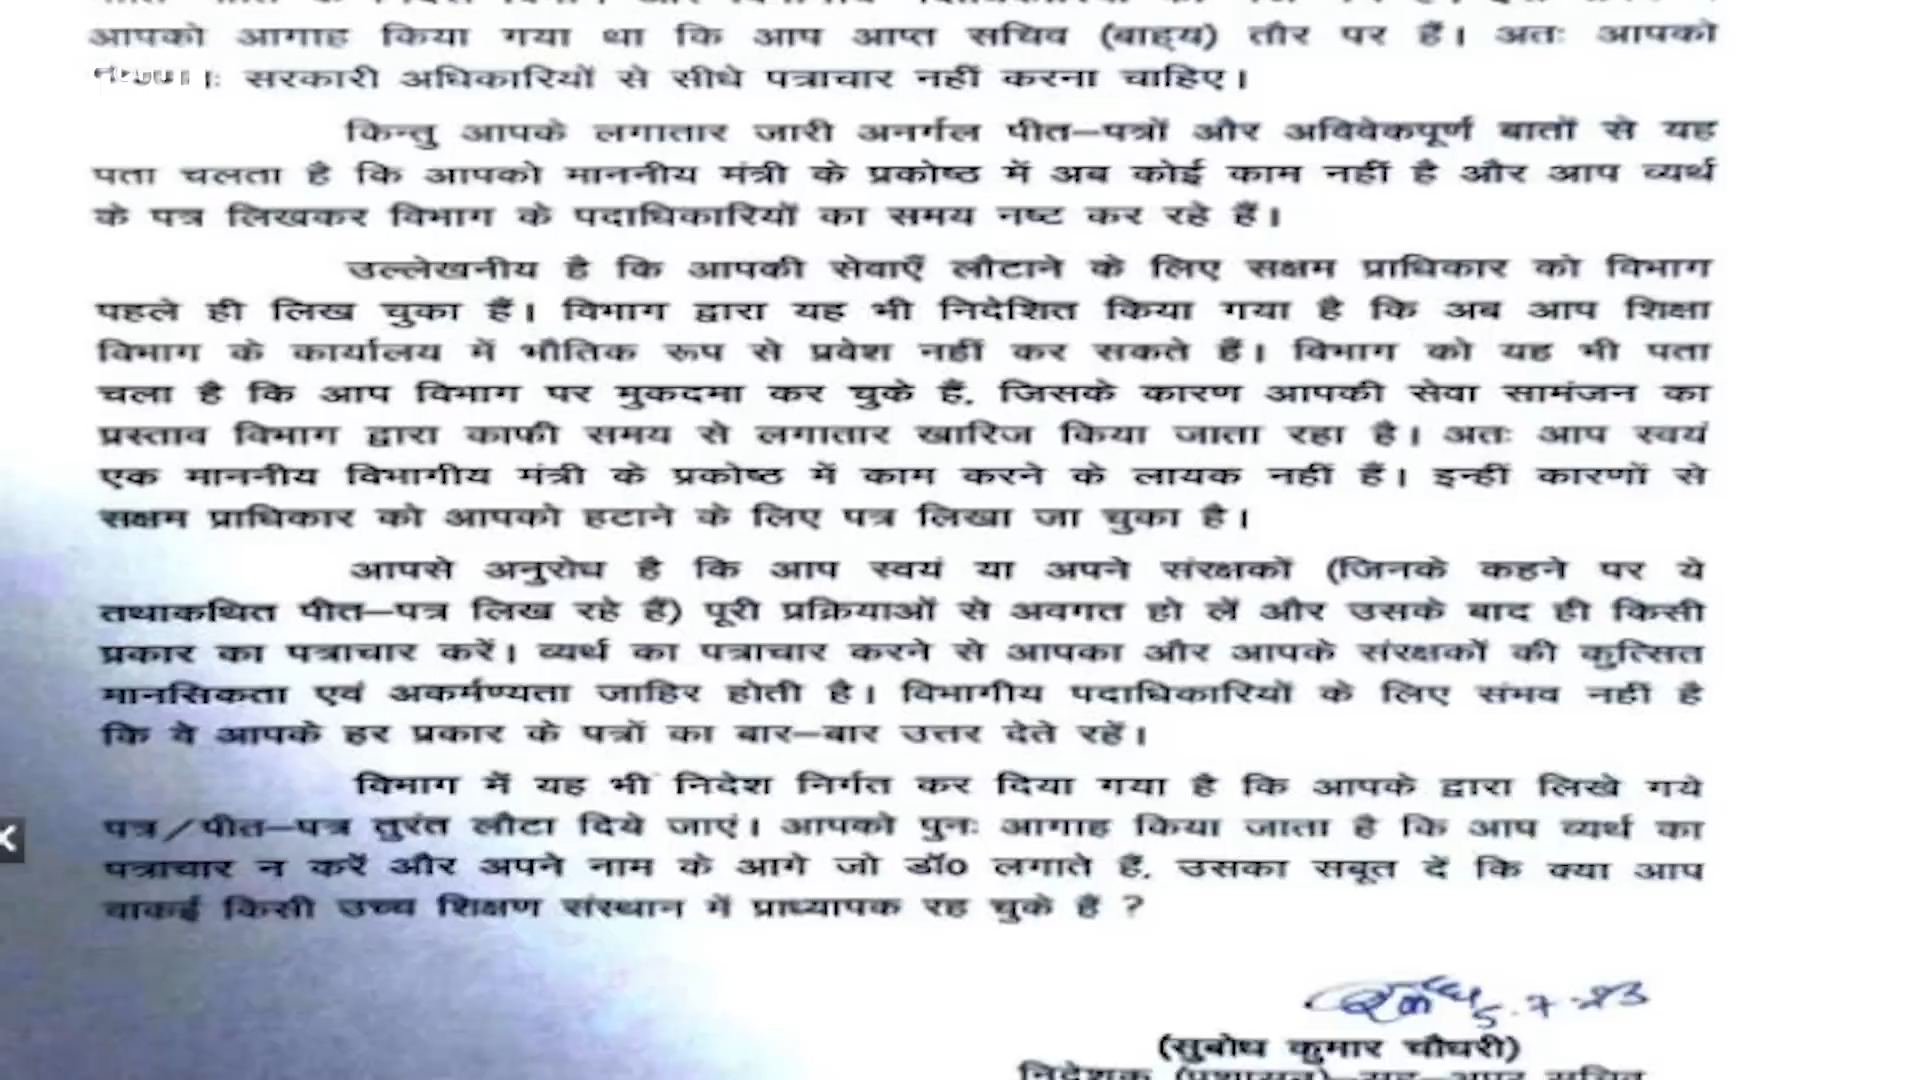 आपको आगाह किया गया था कि आप आप्त सचिव (बाह्य) तौर पर हैं। अतः आपको
सरकारी अधिकारियों से सीधे पत्राचार नहीं करना चाहिए।
किन्तु आपके लगातार जारी अनर्गल पीत–पत्रों और अविवेकपूर्ण बातों से यह
पता चलता है कि आपको माननीय मंत्री के प्रकोष्ठ में अब कोई काम नहीं है और आप व्यर्थ
के पत्र लिखकर विभाग के पदाधिकारियों का समय नष्ट कर रहे हैं।
उल्लेखनीय है कि आपकी सेवाएँ लौटाने के लिए सक्षम प्राधिकार को विभाग
पहले ही लिख चुका हैं। विभाग द्वारा यह भी निदेशित किया गया है कि अब आप शिक्षा
विभाग के कार्यालय में भौतिक रूप से प्रवेश नहीं कर सकते हैं। विभाग को यह भी पता
चला है कि आप विभाग पर मुकदमा कर चुके हैं, जिसके कारण आपकी सेवा सामंजन का
प्रस्ताव विभाग द्वारा काफी समय से लगातार खारिज किया जाता रहा है। अतः आप स्वयं
एक माननीय विभागीय मंत्री के प्रकोष्ठ में काम करने के लायक नहीं हैं। इन्हीं कारणों से
सक्षम प्राधिकार को आपको हटाने के लिए पत्र लिखा जा चुका है।
आपसे अनुरोध है कि आप स्वयं या अपने संरक्षकों (जिनके कहने पर ये
तथाकथित पीत–पत्र लिख रहे हैं) पूरी प्रक्रियाओं से अवगत हो लें और उसके बाद ही किसी
प्रकार का पत्राचार करें। व्यर्थ का पत्राचार करने से आपका और आपके संरक्षकों की कुत्सित
मानसिकता एवं अकर्मण्यता जाहिर होती है। विभागीय पदाधिकारियों के लिए संभव नहीं है
कि वे आपके हर प्रकार के पत्रों का बार–बार उत्तर देते रहें।
विभाग में यह भी निदेश निर्गत कर दिया गया है कि आपके द्वारा लिखे गये
पत्र/पीत–पत्र तुरंत लौटा दिये जाएं। आपको पुनः आगाह किया जाता है कि आप व्यर्थ का
पत्राचार न करें और अपने नाम के आगे जो डॉ० लगाते हैं, उसका सबूत दें कि क्या आप
वाकई किसी उच्च शिक्षण संस्थान में प्राध्यापक रह चुके हैं ?
5.7.23
(सुबोध कुमार चौधरी)
निदेशक (प्रशासन)–सह–अपर सचिव